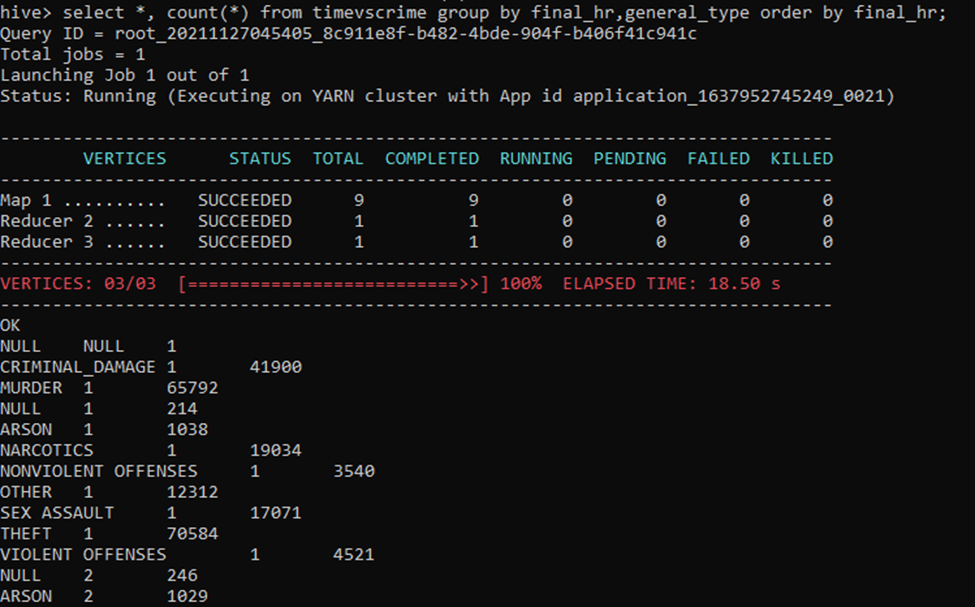 hive> select *, count(*) from timevscrime group by final_hr,general_type order by final_hr;
Query ID = root_20211127045405_8c911e8f-b482-4bde-904f-b406f41c941c
Total jobs = 1
Launching Job 1 out of 1
Status: Running (Executing on YARN cluster with App id application_1637952745249_0021)
--------------------------------------------------------------------------------
VERTICES STATUS TOTAL COMPLETED RUNNING PENDING FAILED KILLED
--------------------------------------------------------------------------------
Map 1 .......... SUCCEEDED 9 9 0 0 0 0
Reducer 2 ...... SUCCEEDED 1 1 0 0 0 0
Reducer 3 ...... SUCCEEDED 1 1 0 0 0 0
--------------------------------------------------------------------------------
VERTICES: 03/03 [==========================>>] 100% ELAPSED TIME: 18.50 s
--------------------------------------------------------------------------------
OK
NULL NULL 1
CRIMINAL_DAMAGE 1 41900
MURDER 1 65792
NULL 1 214
ARSON 1 1038
NARCOTICS 1 19034
NONVIOLENT OFFENSES 1 3540
OTHER 1 12312
SEX ASSAULT 1 17071
THEFT 1 70584
VIOLENT OFFENSES 1 4521
NULL 2 246
ARSON 2 1029